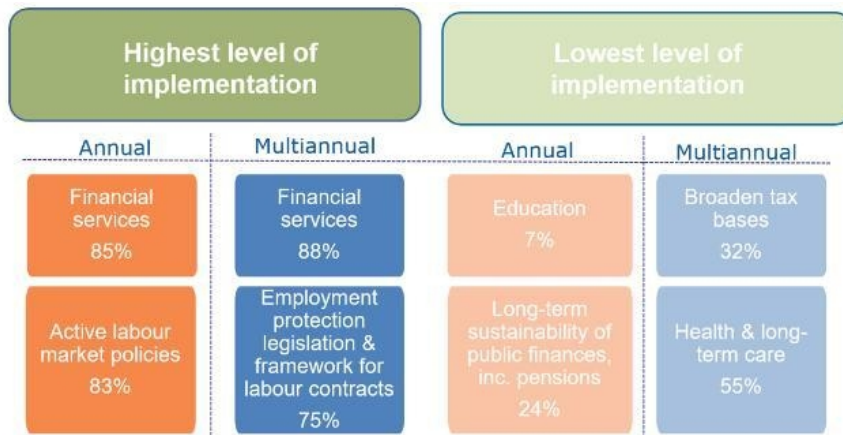 Highest level of
implementation
Lowest level of
implementation
Annual
Multiannual
Annual
Multiannual
Financial
services
85%
Financial
services
88%
Education
7%
Broaden tax
bases
32%
Active labour
market policies
83%
Employment
protection
legislation &
framework for
labour contracts
75%
Long-term
sustainability of
public finances,
inc. pensions
24%
Health & long-
term care
55%